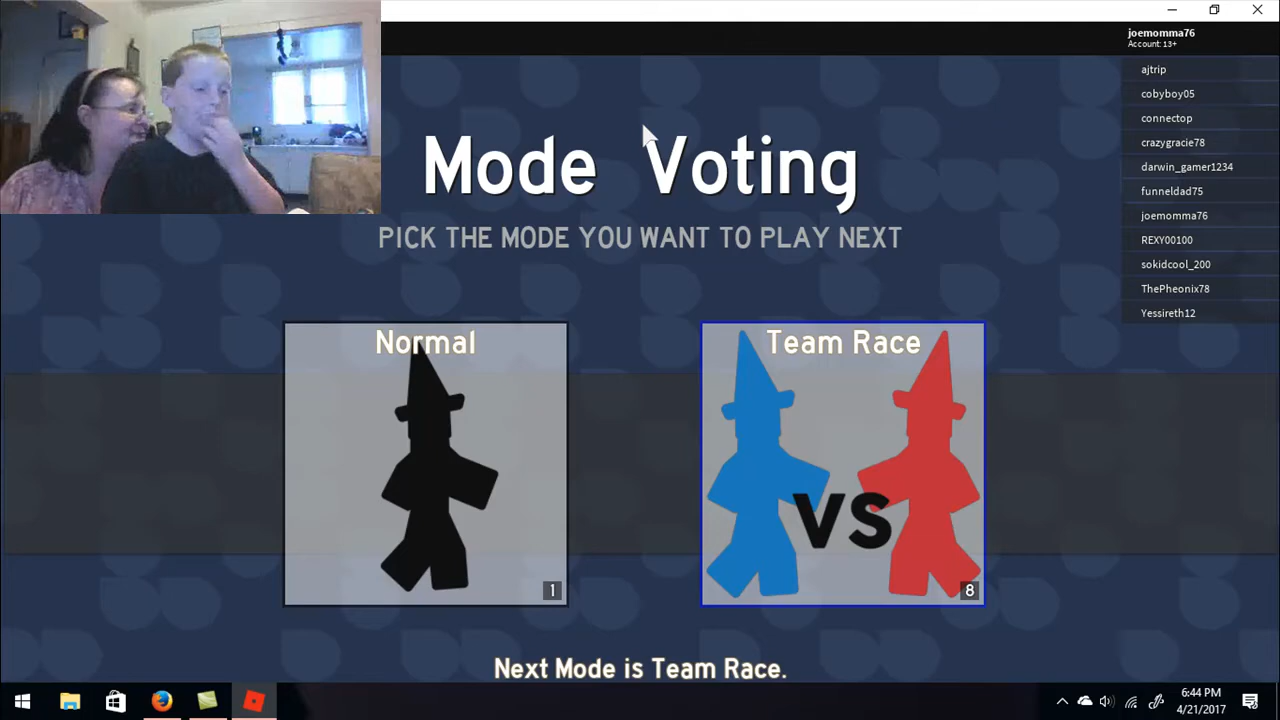 joemomma76
Account: 13+
ajtrip
cobyboy05
connectop
crazygracie78
darwin_gamer1234
funneldad75
joemomma76
REXY00100
sokidcool_200
ThePheonix78
Yessireth12
Mode Voting
PICK THE MODE YOU WANT TO PLAY NEXT
Normal
1
Team Race
VS
8
Next Mode is Team Race.
6:44 PM
4/21/2017